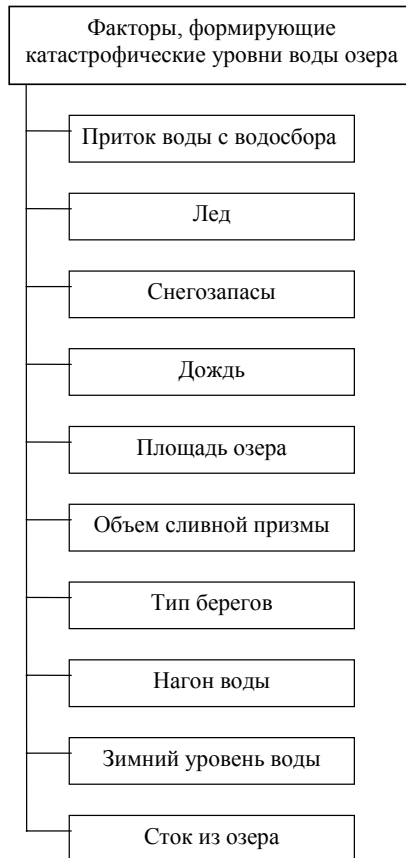 Факторы, формирующие
катастрофические уровни воды озера
Приток воды с водосбора
Лед
Снегозапасы
Дождь
Площадь озера
Объем сливной призмы
Тип берегов
Нагон воды
Зимний уровень воды
Сток из озера